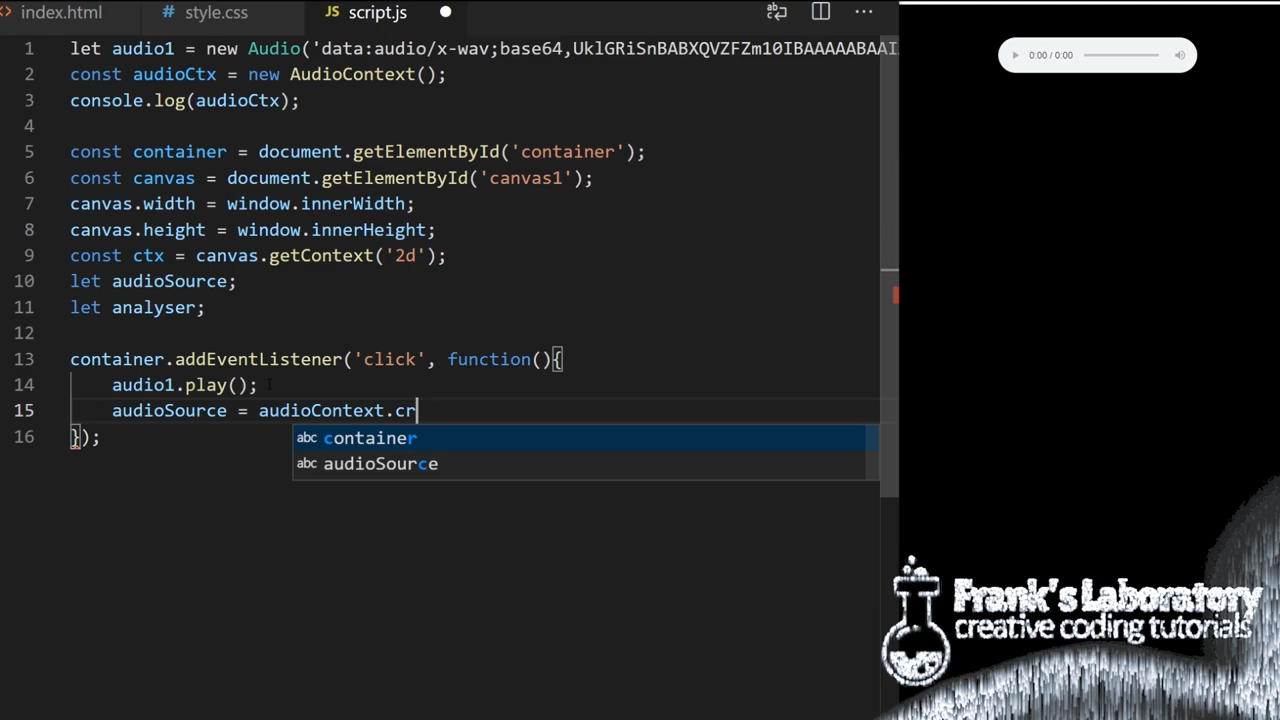 index.html
# style.css
JS script.js
ab
c
...
0:00 / 0:00
1 let audio1 = new Audio('data:audio/x-wav;base64,UklGRiSnBABXQVZFZm10IBAAAAABAAI
2 const audioCtx = new AudioContext();
3 console.log(audioCtx);
4
5 const container = document.getElementById('container');
6 const canvas = document.getElementById('canvas1');
7 canvas.width = window.innerWidth;
8 canvas.height = window.innerHeight;
9 const ctx = canvas.getContext('2d');
10 let audioSource;
11 let analyser;
12
13 container.addEventListener('click', function(){
14 audio1.play();
15 audioSource = audioContext.cr
16 });
abc container
abc audioSource
Frank's Laboratory
creative coding tutorials